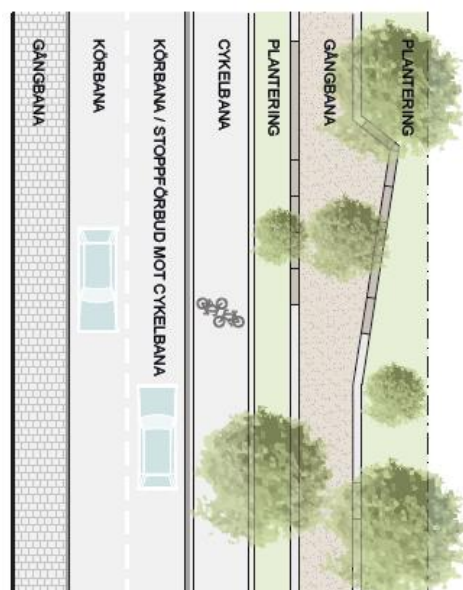 GÅNGBANA
KÖRBANA
KÖRBANA / STOPPFÖRBUD MOT CYKELBANA
CYKELBANA
PLANTERING
GÅNGBANA
PLANTERING